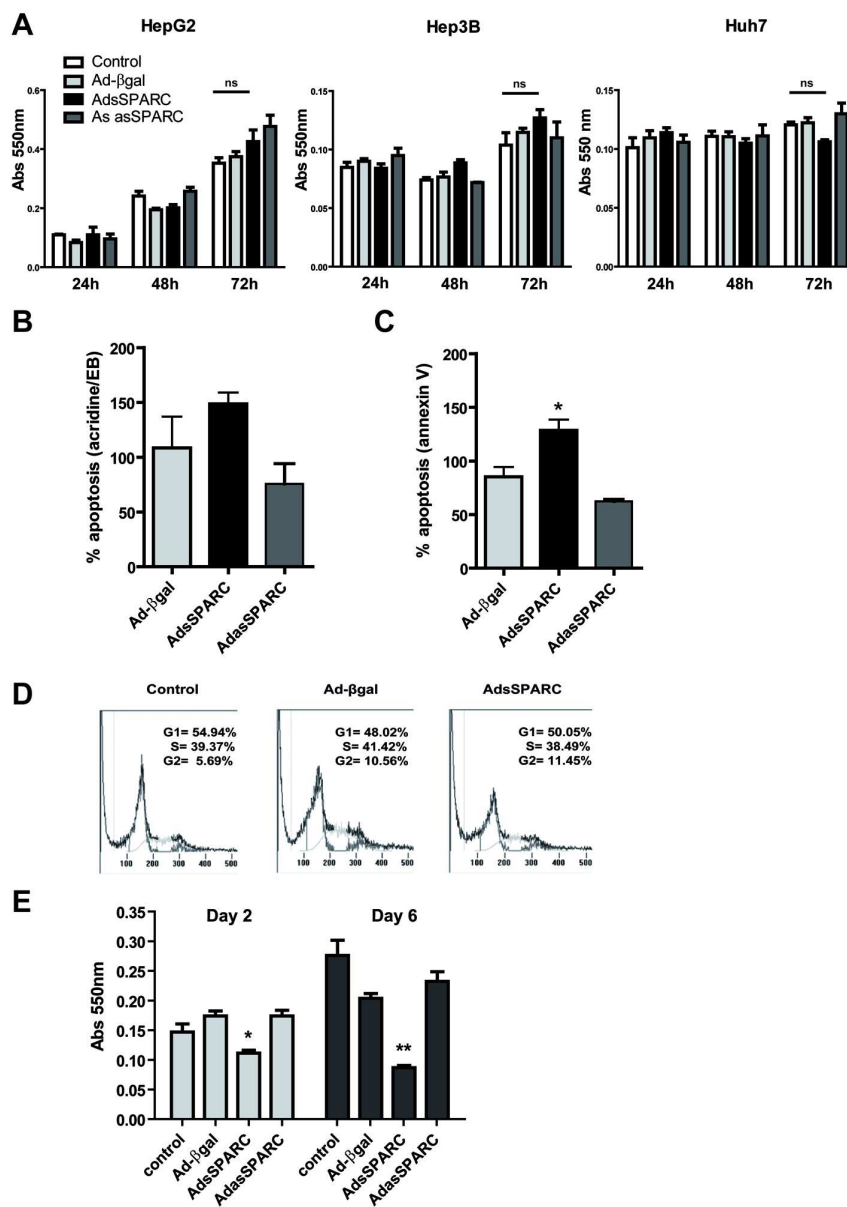 A
HepG2
Hep3B
Huh7
Control
Ad-βgal
AdsSPARC
As asSPARC
Abs 550nm
0.6
0.4
0.2
0.0
ns
24h
48h
72h
Abs 550nm
0.15
0.10
0.05
0.00
ns
24h
48h
72h
Abs 550 nm
0.15
0.10
0.05
0.00
ns
24h
48h
72h
B
% apoptosis (acridine/EB)
200
150
100
50
0
Ad-βgal
AdsSPARC
AdasSPARC
C
% apoptosis (annexin V)
200
150
100
50
0
*
Ad-βgal
AdsSPARC
AdasSPARC
D
Control
G1= 54.94%
S= 39.37%
G2= 5.69%
100 200 300 400 500
Ad-βgal
G1= 48.02%
S= 41.42%
G2= 10.56%
100 200 300 400 500
AdsSPARC
G1= 50.05%
S= 38.49%
G2= 11.45%
100 200 300 400 500
E
Day 2
Day 6
Abs 550nm
0.35
0.30
0.25
0.20
0.15
0.10
0.05
0.00
*
**
control
Ad-βgal
AdsSPARC
AdasSPARC
control
Ad-βgal
AdsSPARC
AdasSPARC